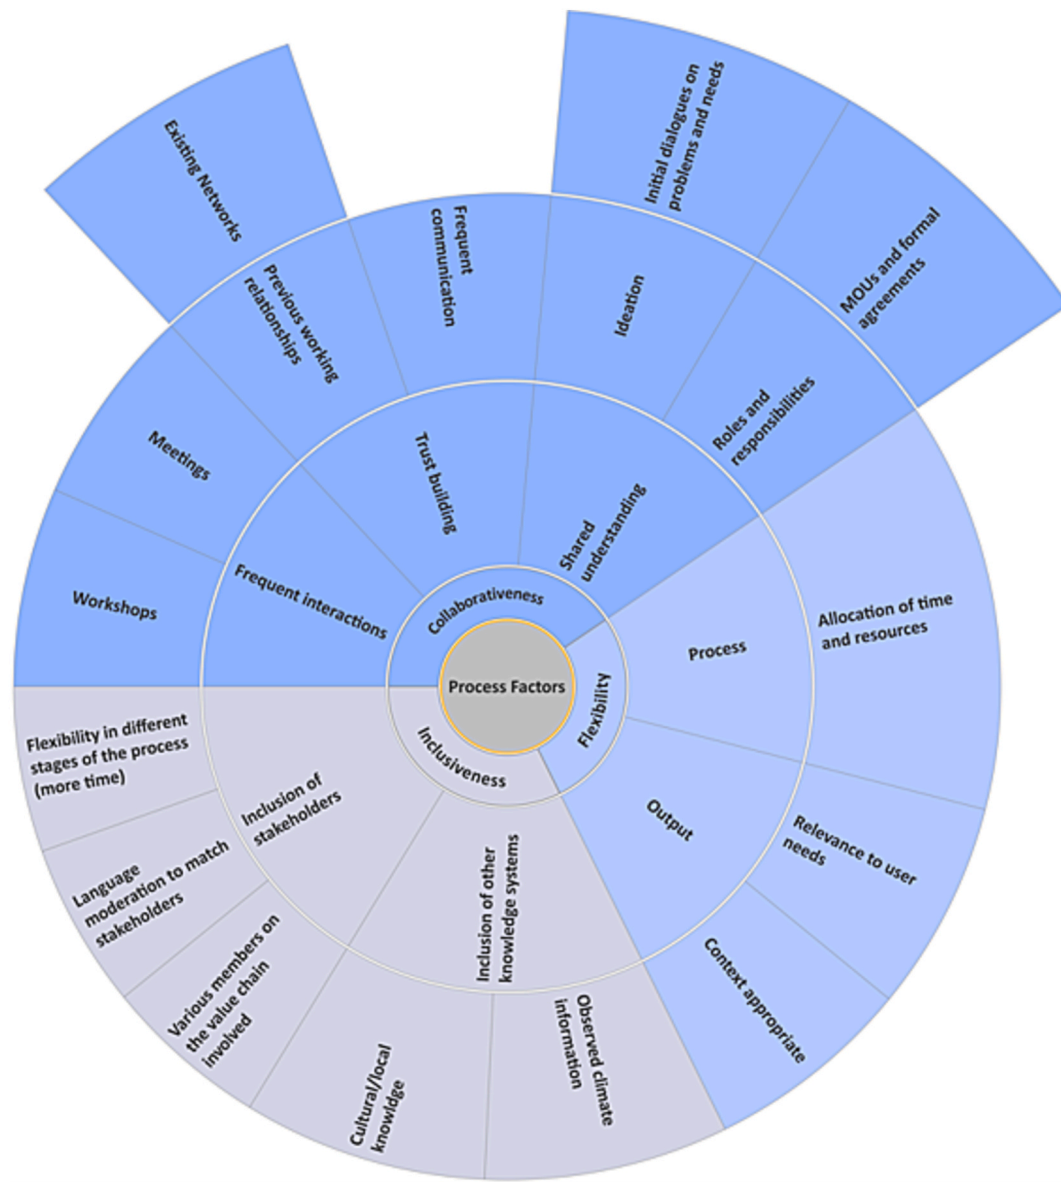 Process Factors
Collaborativeness
Flexibility
Inclusiveness
Frequent interactions
Trust building
Shared
understanding
Process
Output
Inclusion of other
knowledge systems
Inclusion of
stakeholders
Workshops
Meetings
Previous working
relationships
Frequent
communication
Ideation
Roles and
responsibilities
Allocation of time
and resources
Relevance to user
needs
Context appropriate
Observed climate
information
Cultural/local
knowldge
Various members on
the value chain
involved
Language
moderation to match
stakeholders
Flexibility in different
stages of the process
(more time)
Existing Networks
Initial dialogues on
problems and needs
MOUs and formal
agreements